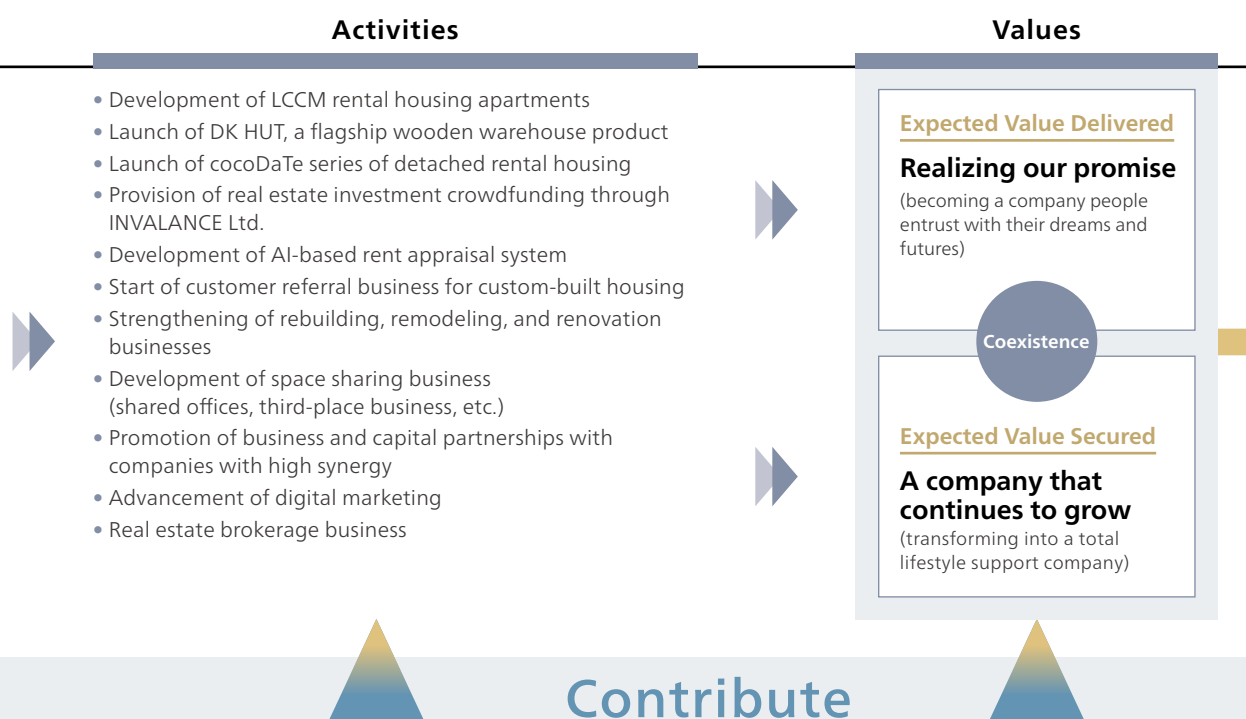 Activities
• Development of LCCM rental housing apartments
• Launch of DK HUT, a flagship wooden warehouse product
• Launch of cocoDaTe series of detached rental housing
• Provision of real estate investment crowdfunding through
INVALANCE Ltd.
• Development of AI-based rent appraisal system
• Start of customer referral business for custom-built housing
• Strengthening of rebuilding, remodeling, and renovation
businesses
• Development of space sharing business
(shared offices, third-place business, etc.)
• Promotion of business and capital partnerships with
companies with high synergy
• Advancement of digital marketing
• Real estate brokerage business
Values
Expected Value Delivered
Realizing our promise
(becoming a company people
entrust with their dreams and
futures)
Coexistence
Expected Value Secured
A company that
continues to grow
(transforming into a total
lifestyle support company)
Contribute